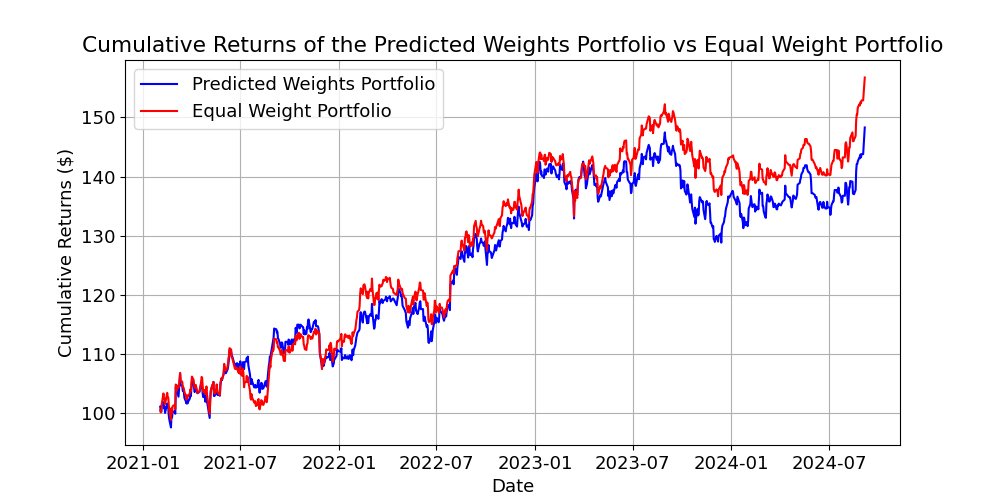 Cumulative Returns of the Predicted Weights Portfolio vs Equal Weight Portfolio
Predicted Weights Portfolio
Equal Weight Portfolio
Cumulative Returns ($)
150
140
130
120
110
100
2021-01 2021-07 2022-01 2022-07 2023-01 2023-07 2024-01 2024-07
Date